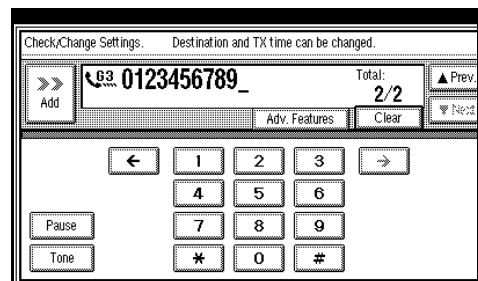 Check/Change Settings. Destination and TX time can be changed.
>> Add
G3 0123456789_
Total:
2/2
▲ Prev.
▼ Next
Adv. Features
Clear
← 1 2 3 →
4 5 6
Pause 7 8 9
Tone * 0 #